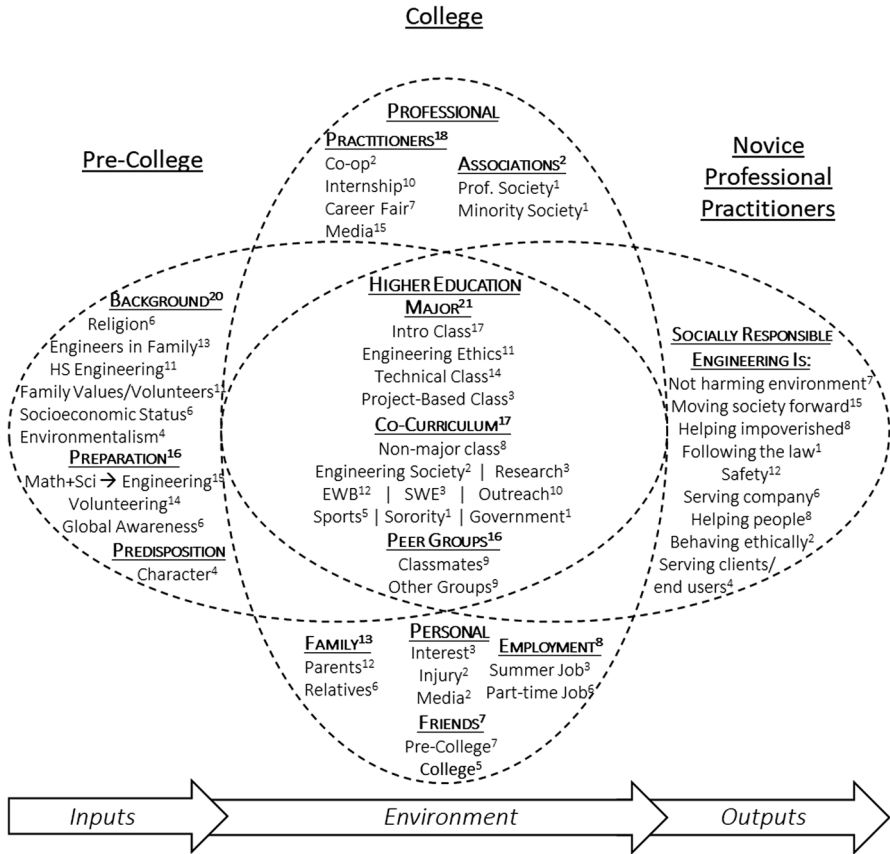 College
Pre-College
Novice
Professional
Practitioners
PROFESSIONAL
PRACTITIONERS¹⁸
Co-op²
Internship¹⁰
Career Fair⁷
Media¹⁵
ASSOCIATIONS²
Prof. Society¹
Minority Society¹
BACKGROUND²⁰
Religion⁶
Engineers in Family¹³
HS Engineering¹¹
Family Values/Volunteers¹¹
Socioeconomic Status⁶
Environmentalism⁴
PREPARATION¹⁶
Math+Sci → Engineering¹⁵
Volunteering¹⁴
Global Awareness⁶
PREDISPOSITION
Character⁴
HIGHER EDUCATION
MAJOR²¹
Intro Class¹⁷
Engineering Ethics¹¹
Technical Class¹⁴
Project-Based Class³
CO-CURRICULUM¹⁷
Non-major class⁸
Engineering Society² | Research³
EWB¹² | SWE³ | Outreach¹⁰
Sports⁵ | Sorority¹ | Government¹
PEER GROUPS¹⁶
Classmates⁹
Other Groups⁹
SOCIALLY RESPONSIBLE
ENGINEERING IS:
Not harming environment⁷
Moving society forward¹⁵
Helping impoverished⁸
Following the law¹
Safety¹²
Serving company⁶
Helping people⁸
Behaving ethically²
Serving clients/
end users⁴
FAMILY¹³
Parents¹²
Relatives⁶
PERSONAL
Interest³
Injury²
Media²
EMPLOYMENT⁸
Summer Job³
Part-time Job⁶
FRIENDS⁷
Pre-College⁷
College⁵
Inputs
Environment
Outputs